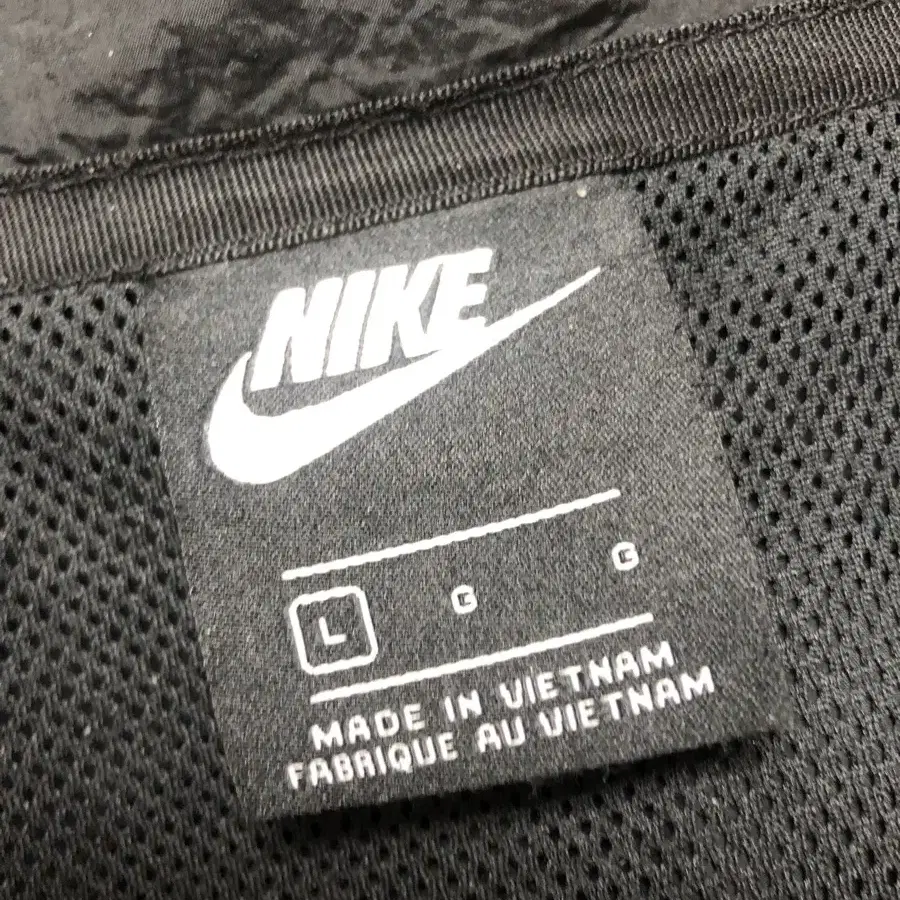 NIKE
L G G
MADE IN VIETNAM
FABRIQUE AU VIETNAM